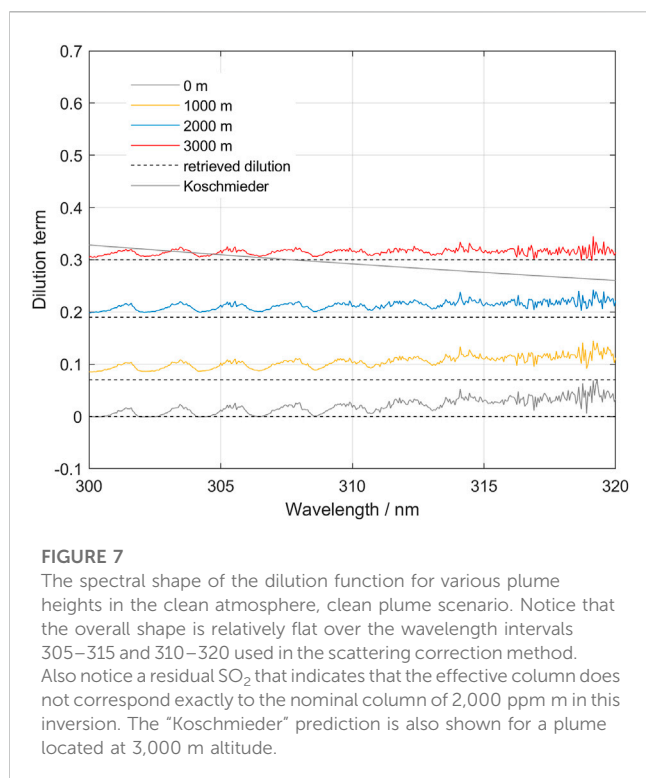 0.7
0.6
0.5
0.4
0.3
0.2
0.1
0
-0.1
Dilution term
0 m
1000 m
2000 m
3000 m
retrieved dilution
Koschmieder
300
305
310
315
320
Wavelength / nm
FIGURE 7
The spectral shape of the dilution function for various plume
heights in the clean atmosphere, clean plume scenario. Notice that
the overall shape is relatively flat over the wavelength intervals
305–315 and 310–320 used in the scattering correction method.
Also notice a residual SO₂ that indicates that the effective column does
not correspond exactly to the nominal column of 2,000 ppm m in this
inversion. The “Koschmieder” prediction is also shown for a plume
located at 3,000 m altitude.